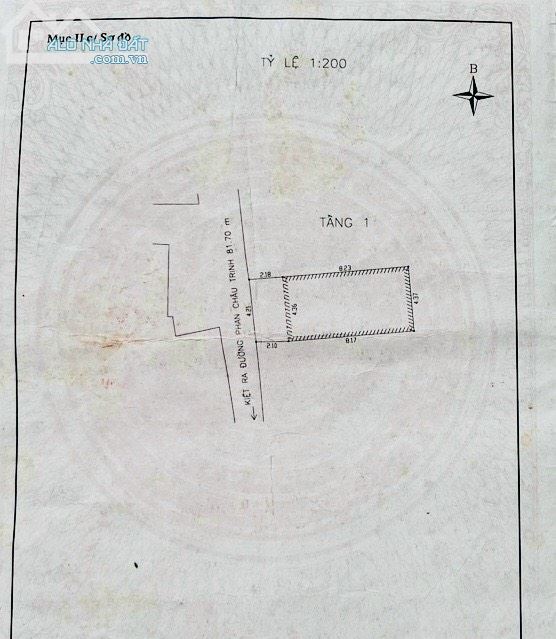 Mục II c/ Sơ đồ
ALO NHÀ ĐẤT
.com.vn
TỶ LỆ 1:200
B
TẦNG 1
KIỆT RA ĐƯỜNG PHAN CHÂU TRINH 81.70 m
2.18
8.23
4.21
4.36
4.37
2.10
8.17